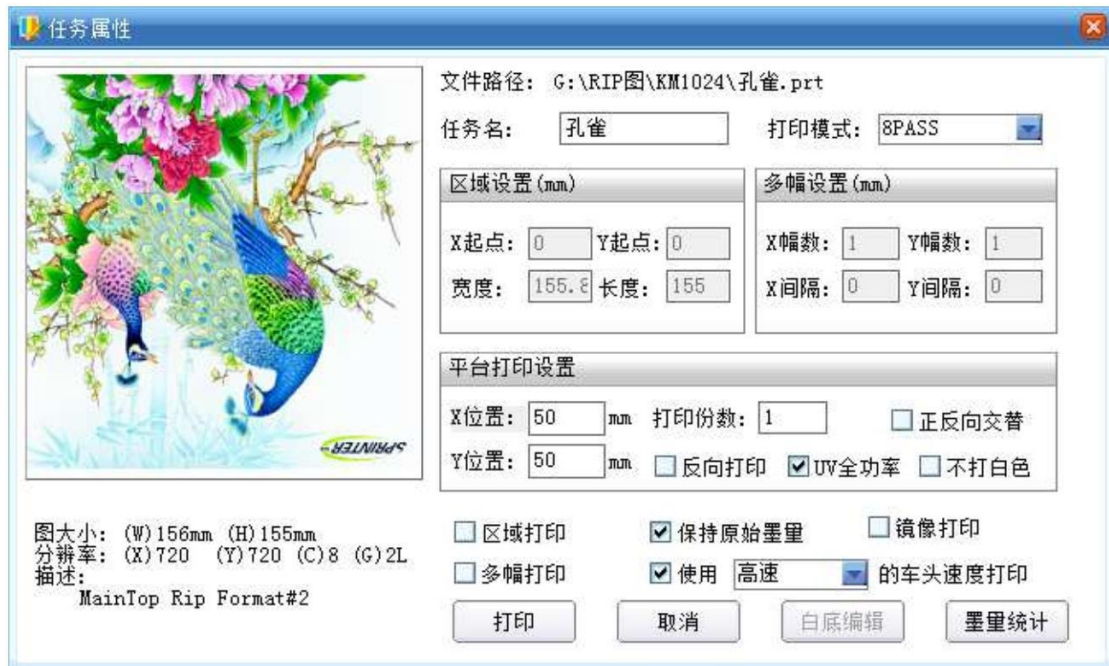 任务属性
文件路径： G:\RIP图\KM1024\孔雀.prt
任务名： 孔雀 打印模式： 8PASS
区域设置(mm) 多幅设置(mm)
X起点： 0 Y起点： 0 X幅数： 1 Y幅数： 1
宽度： 155.8 长度： 155 X间隔： 0 Y间隔： 0
平台打印设置
X位置： 50 mm 打印份数： 1 正反向交替
Y位置： 50 mm 反向打印 UV全功率 不打白色
SPRINTER
图大小： (W)156mm (H)155mm
分辨率： (X)720 (Y)720 (C)8 (G)2L
描述：
MainTop Rip Format#2
区域打印 保持原始墨量 镜像打印
多幅打印 使用 高速 的车头速度打印
打印 取消 白底编辑 墨量统计